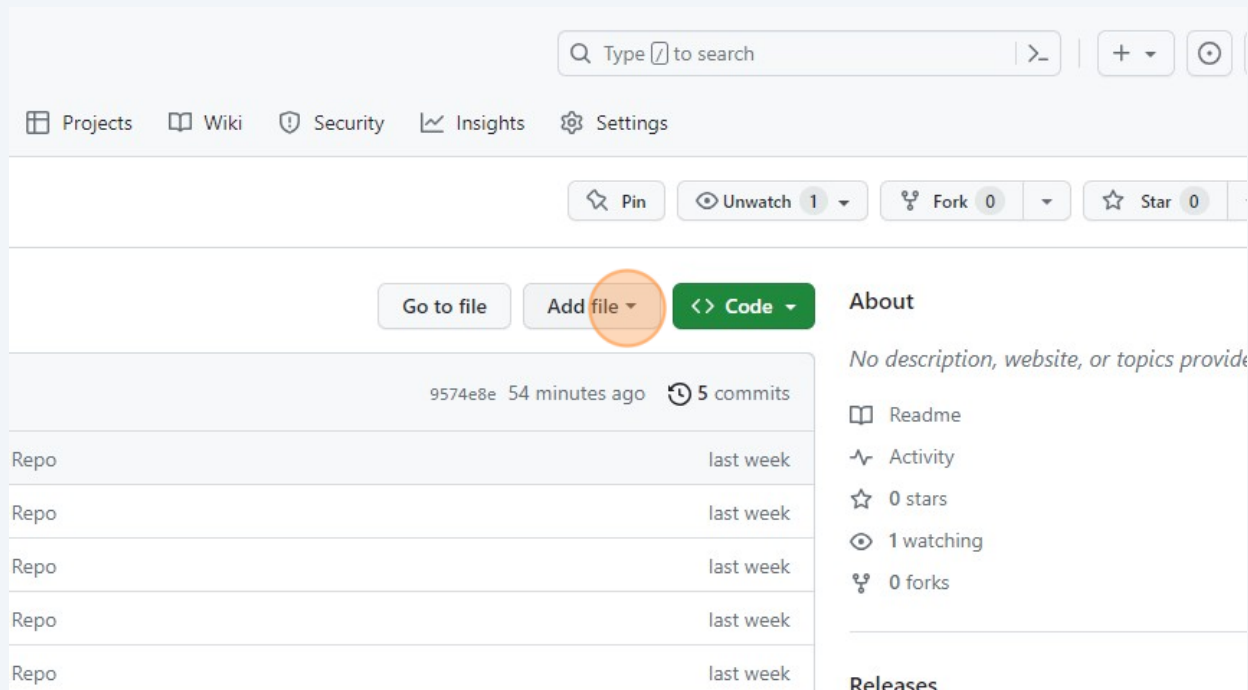 Type / to search
Projects Wiki Security Insights Settings
Pin Unwatch 1 Fork 0 Star 0
Go to file Add file Code
About
No description, website, or topics provide
9574e8e 54 minutes ago 5 commits
Readme
Repo last week
Activity
Repo last week
0 stars
1 watching
Repo last week
0 forks
Repo last week
Repo last week
Releases